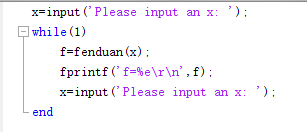 x=input('Please input an x: ');
while(1)
f=fenduan(x);
fprintf('f=%e\r\n',f);
x=input('Please input an x: ');
end